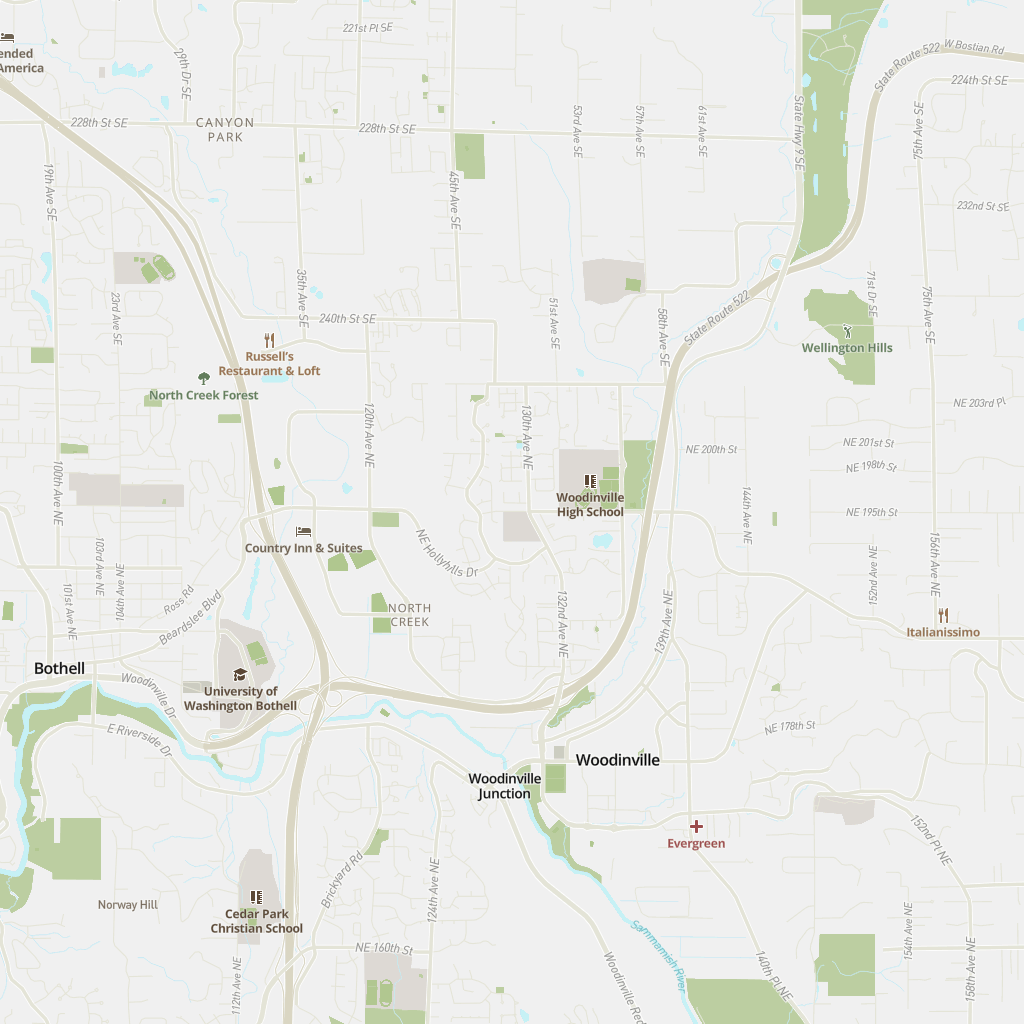 221st Pl SE
W Bostian Rd
State Route 522
ended
America
29th Dr SE
224th St SE
228th St SE
CANYON
PARK
228th St SE
53rd Ave SE
57th Ave SE
61st Ave SE
State Hwy 9 SE
75th Ave SE
19th Ave SE
45th Ave SE
232nd St SE
35th Ave SE
23rd Ave SE
240th St SE
51st Ave SE
58th Ave SE
State Route 522
71st Dr SE
75th Ave SE
Russell's
Restaurant & Loft
Wellington Hills
North Creek Forest
NE 203rd Pl
120th Ave NE
130th Ave NE
NE 200th St
NE 201st St
NE 198th St
100th Ave NE
Woodinville
High School
144th Ave NE
NE 195th St
Country Inn & Suites
NE Hollyhills Dr
103rd Ave NE
104th Ave NE
101st Ave NE
Ross Rd
Beardslee Blvd
NORTH
CREEK
132nd Ave NE
139th Ave NE
152nd Ave NE
156th Ave NE
Italianissimo
Bothell
Woodinville Dr
University of
Washington Bothell
E Riverside Dr
NE 178th St
Woodinville
Woodinville
Junction
Evergreen
152nd Pl NE
Brickyard Rd
124th Ave NE
Norway Hill
Cedar Park
Christian School
NE 160th St
Sammamish River
112th Ave NE
Woodinville Red
140th Pl NE
154th Ave NE
158th Ave NE